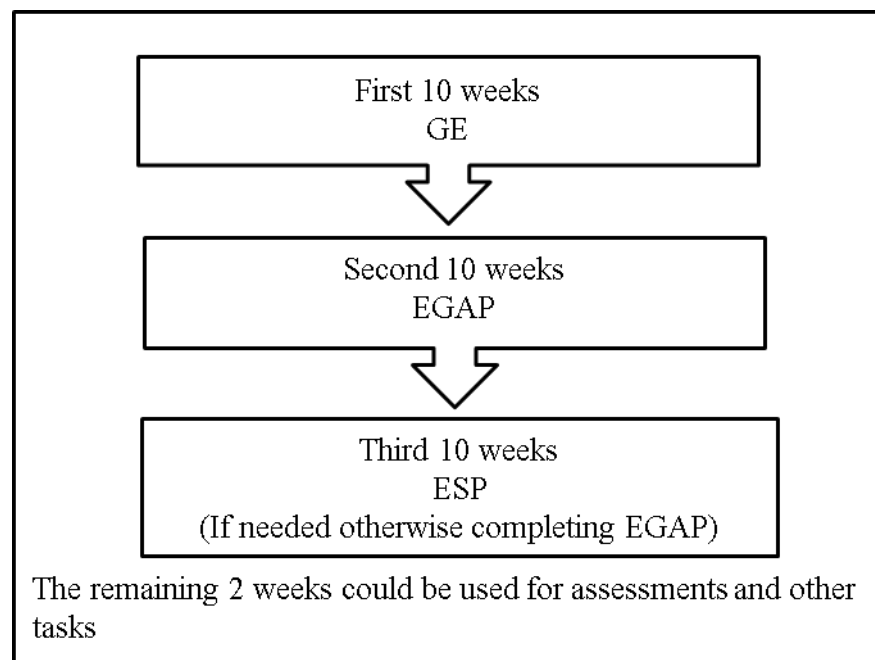 First 10 weeks
GE
Second 10 weeks
EGAP
Third 10 weeks
ESP
(If needed otherwise completing EGAP)
The remaining 2 weeks could be used for assessments and other
tasks